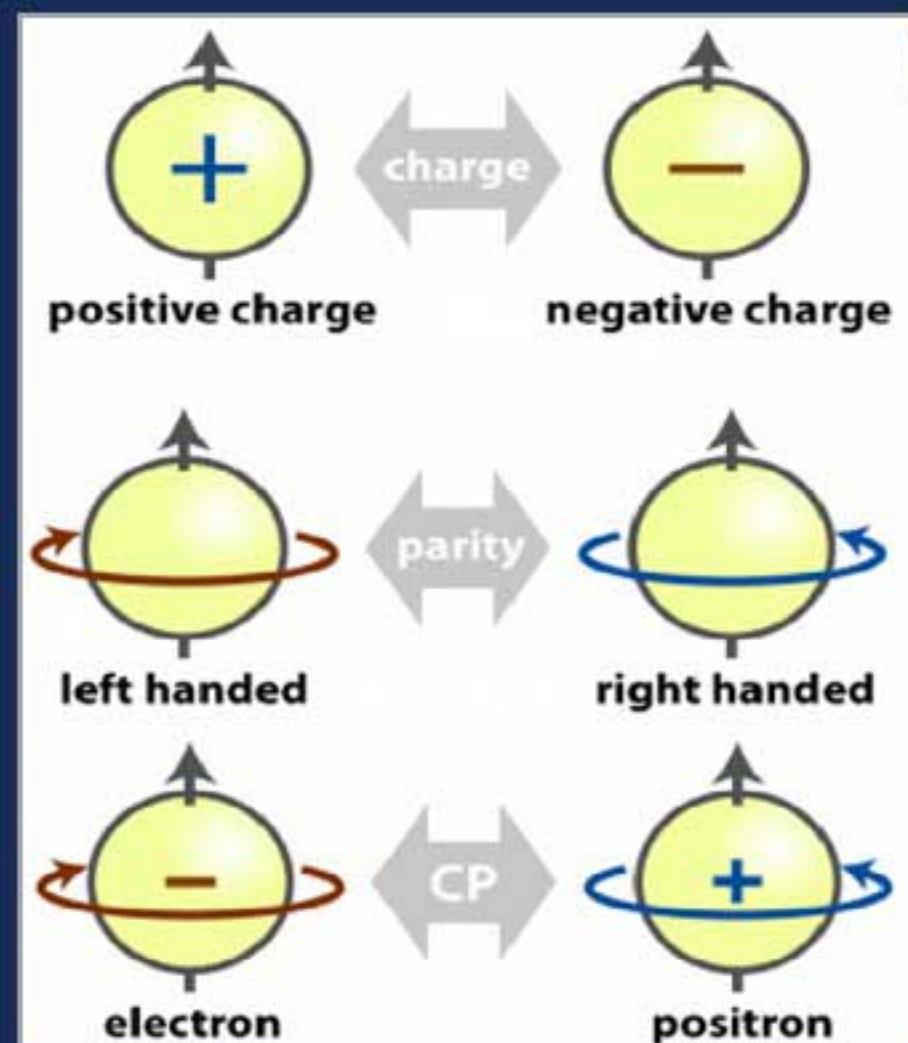 +
charge
−
positive charge
negative charge
parity
left handed
right handed
−
CP
+
electron
positron